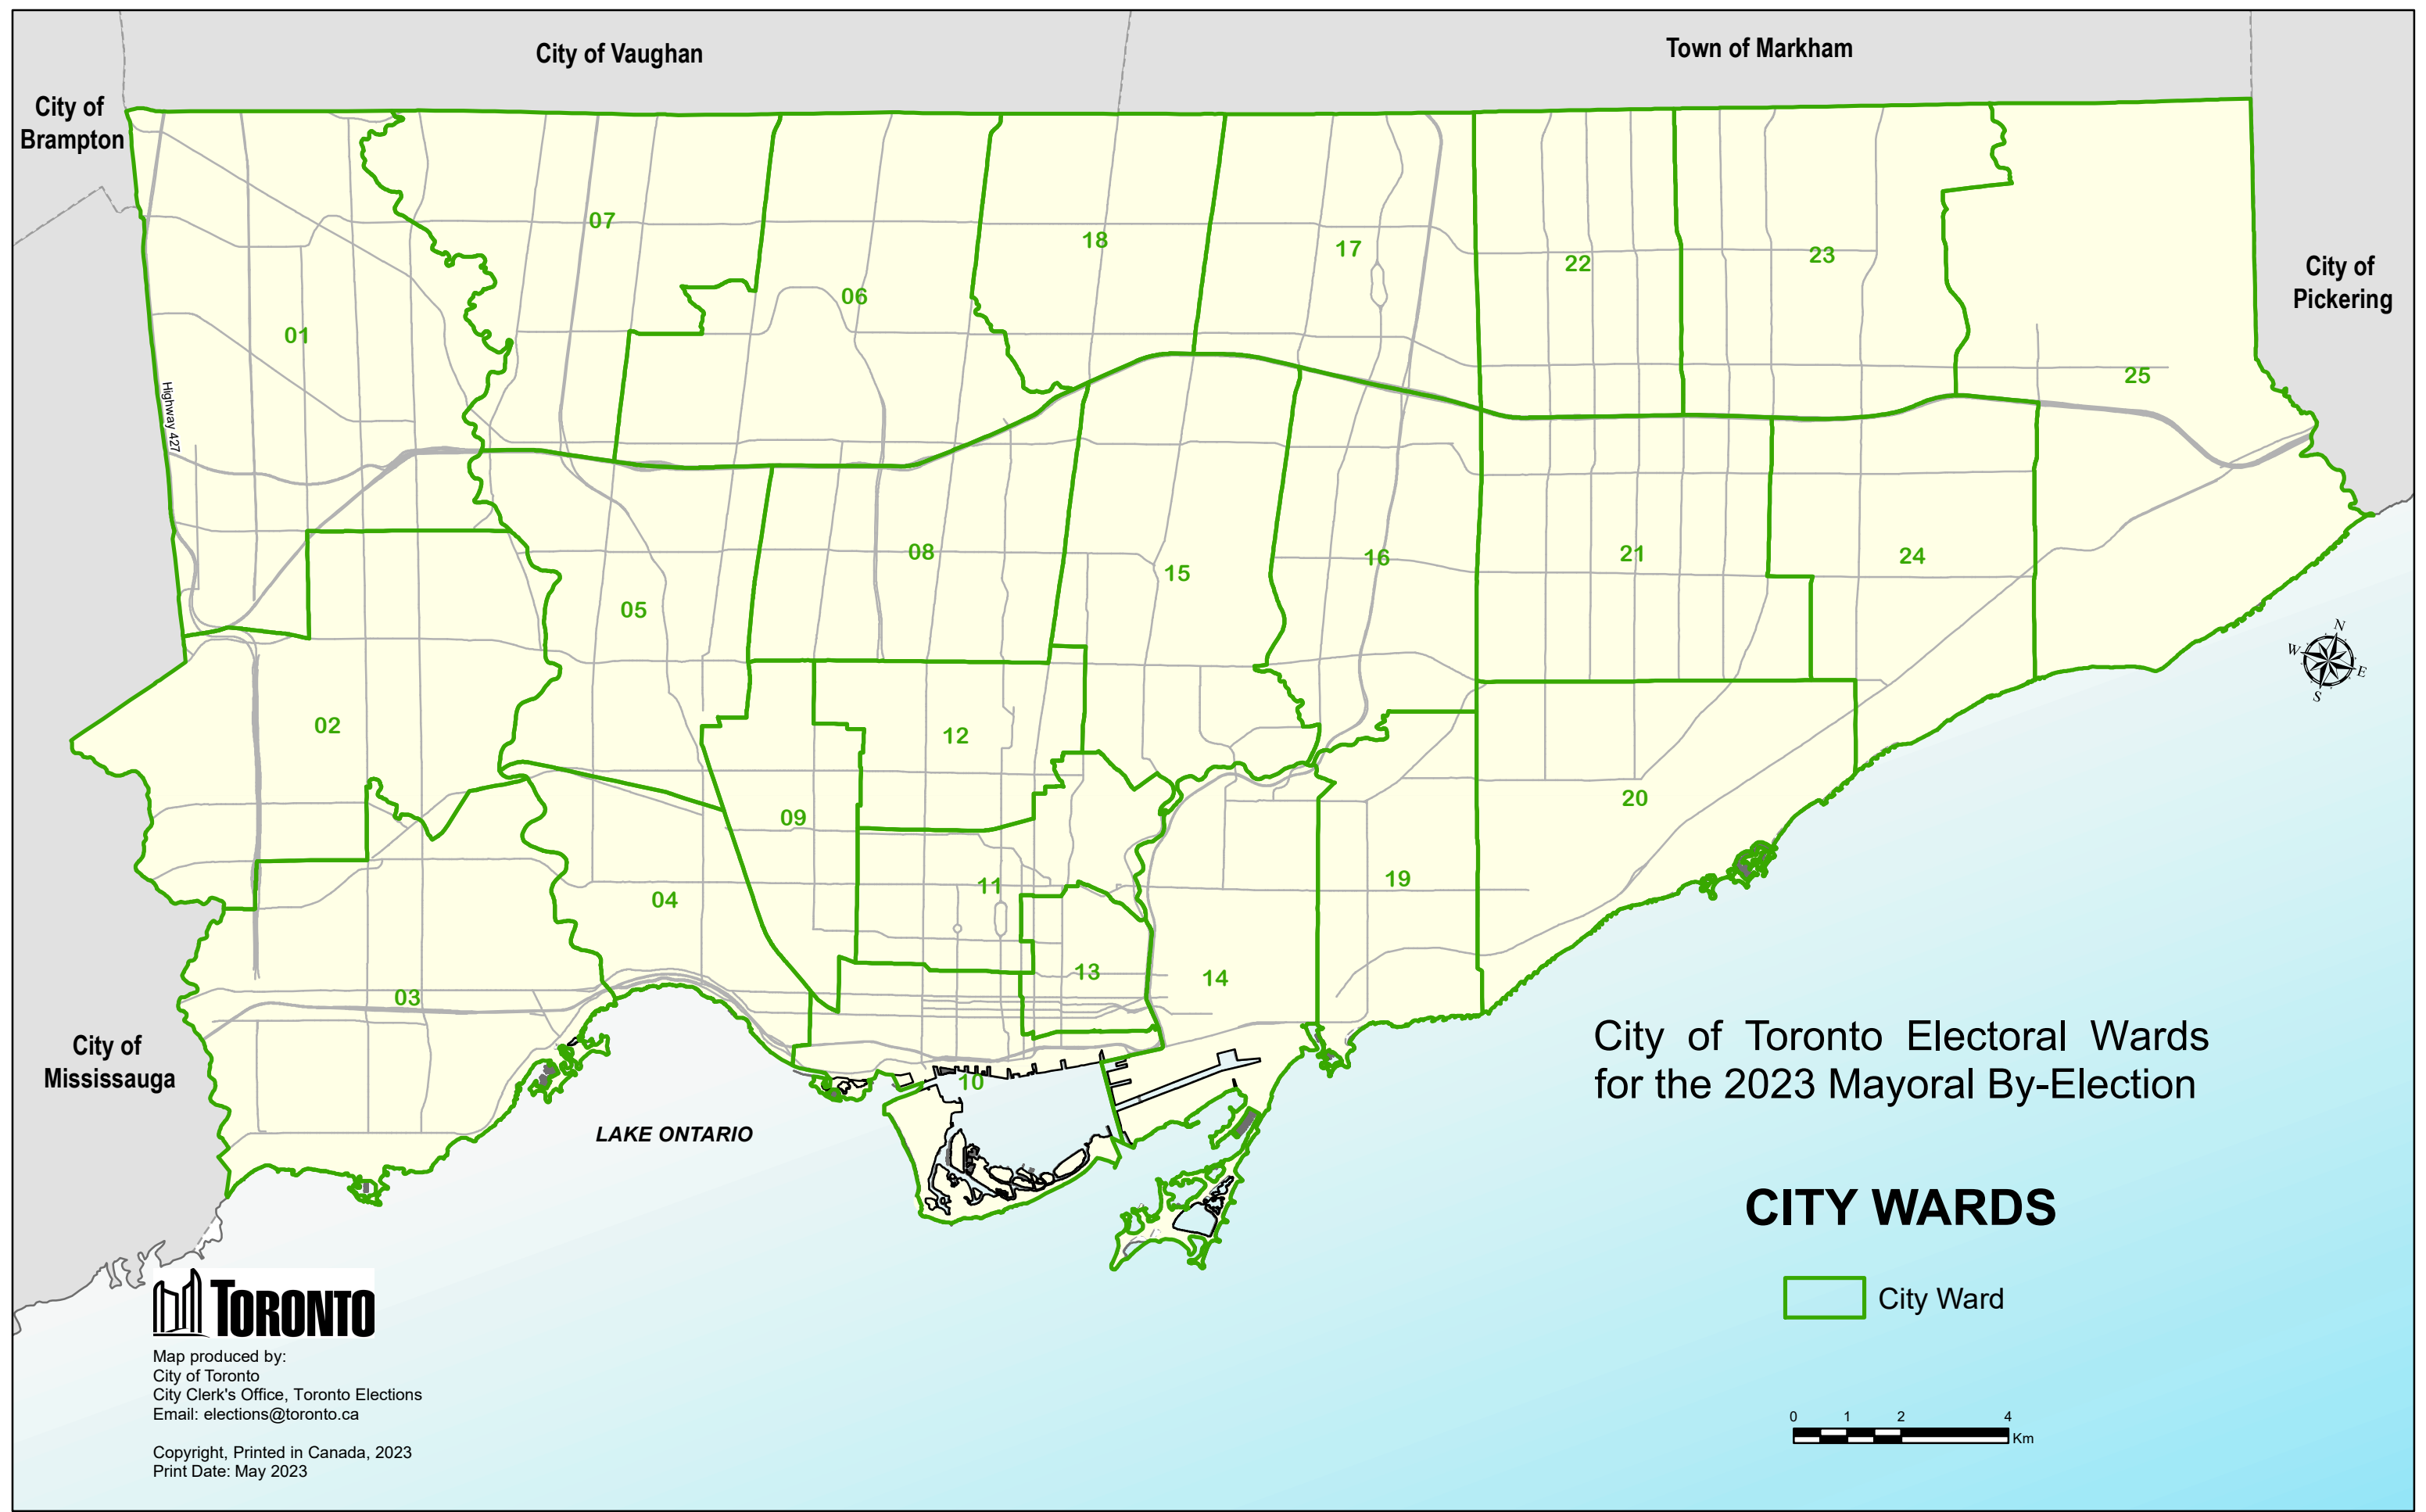 City of Vaughan
Town of Markham
City of
Brampton
07
18
17
22
23
06
01
City of
Pickering
25
Highway 427
08
15
16
21
24
05
N
W
E
S
02
12
09
20
11
19
04
13
14
03
City of
Mississauga
10
LAKE ONTARIO
City of Toronto Electoral Wards
for the 2023 Mayoral By-Election
CITY WARDS
City Ward
TORONTO
Map produced by:
City of Toronto
City Clerk's Office, Toronto Elections
Email: elections@toronto.ca
Copyright, Printed in Canada, 2023
Print Date: May 2023
0 1 2 4
Km